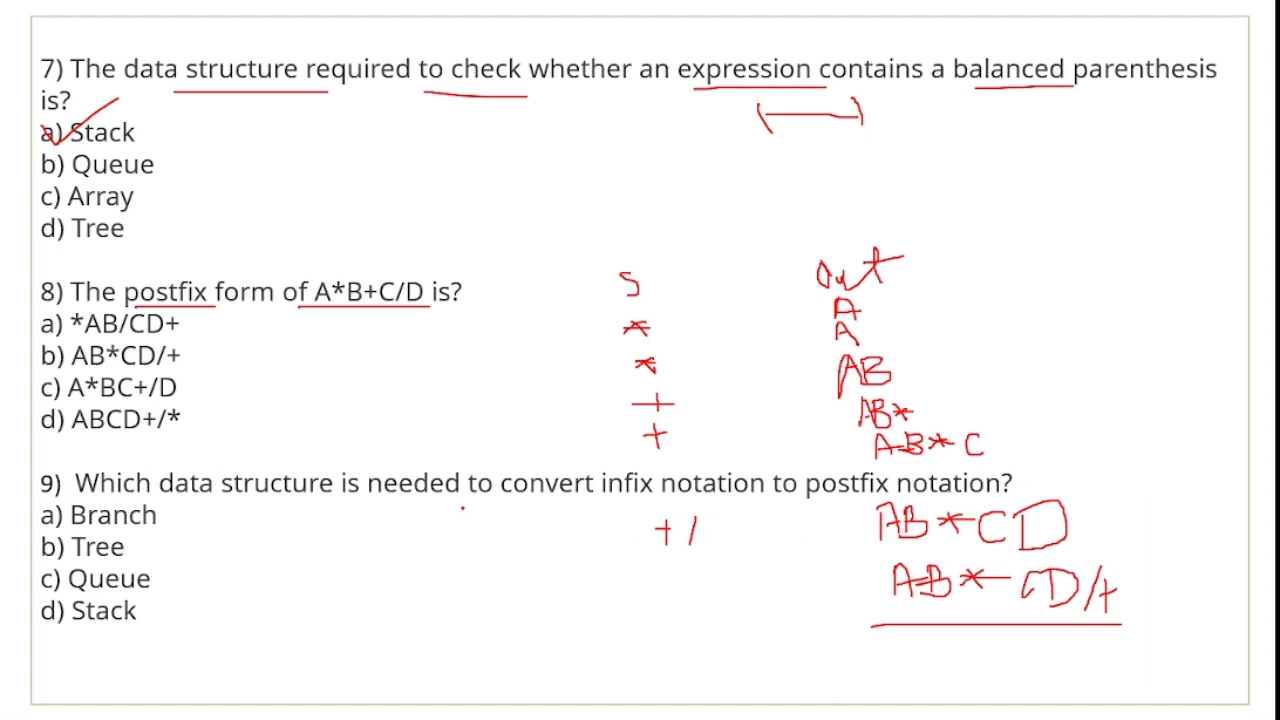 7) The data structure required to check whether an expression contains a balanced parenthesis
is?
a) Stack
b) Queue
c) Array
d) Tree
8) The postfix form of A*B+C/D is?
a) *AB/CD+
b) AB*CD/+
c) A*BC+/D
d) ABCD+/*
S out
A
* A
* AB
+ AB*
+ AB*C
9) Which data structure is needed to convert infix notation to postfix notation?
a) Branch
b) Tree
c) Queue
d) Stack
+/ AB*CD
AB*CD/+